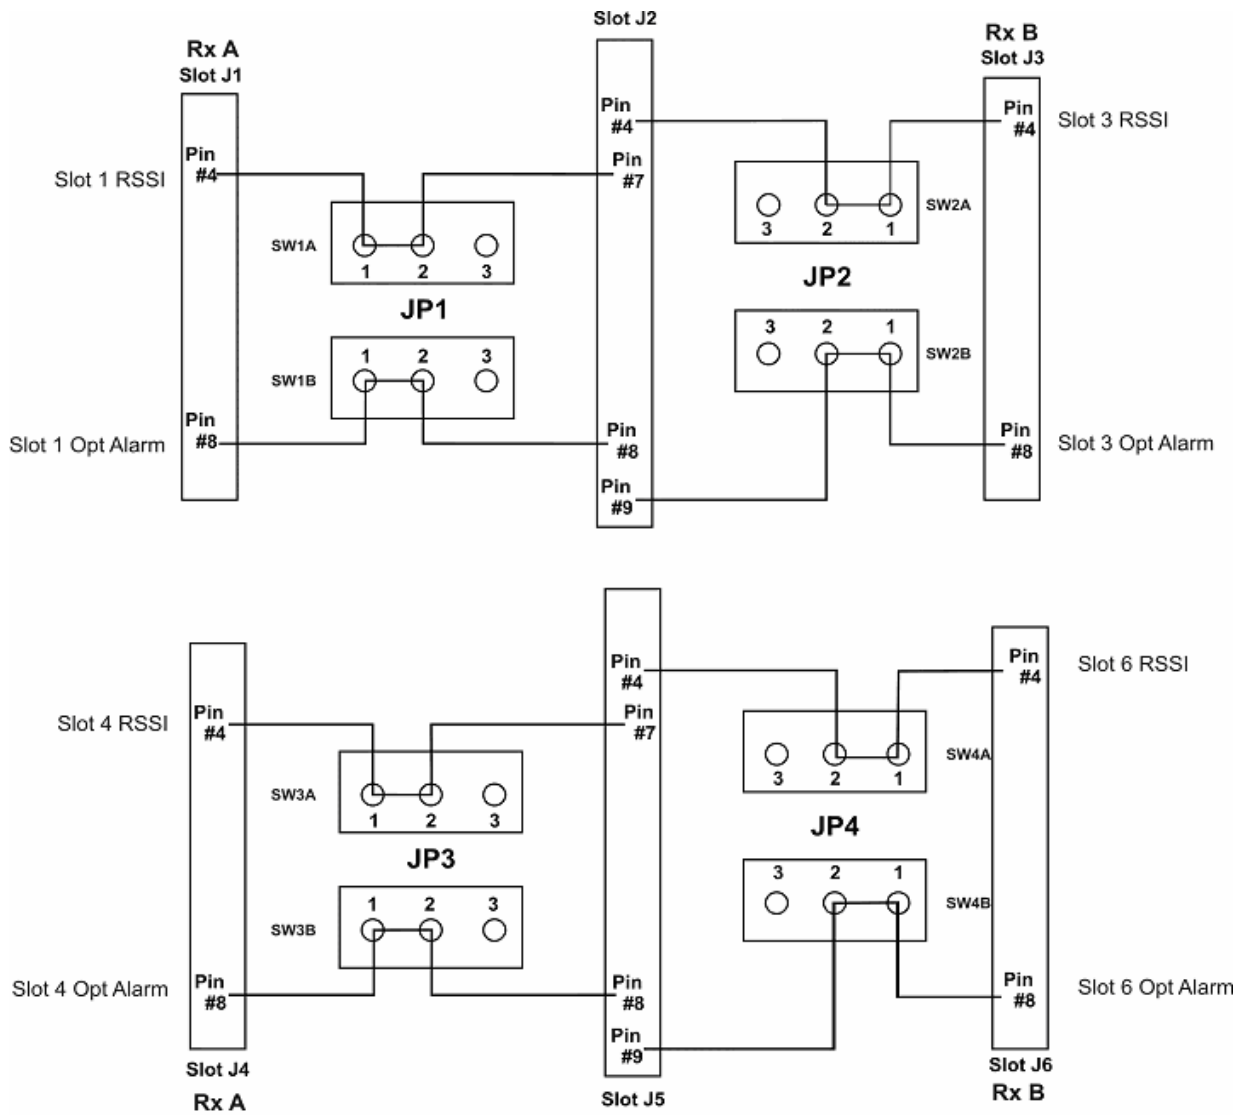 Slot J2
Rx A
Slot J1
Rx B
Slot J3
Pin
#4
Slot 1 RSSI
Pin
#4
Pin
#7
Pin
#4
Slot 3 RSSI
SW1A
1 2 3
JP1
SW1B
1 2 3
3 2 1
SW2A
JP2
3 2 1
SW2B
Slot 1 Opt Alarm
Pin
#8
Pin
#8
Pin
#9
Pin
#8
Slot 3 Opt Alarm
Slot 4 RSSI
Pin
#4
Pin
#4
Pin
#7
Pin
#4
Slot 6 RSSI
SW3A
1 2 3
JP3
SW3B
1 2 3
3 2 1
SW4A
JP4
3 2 1
SW4B
Slot 4 Opt Alarm
Pin
#8
Pin
#8
Pin
#9
Pin
#8
Slot 6 Opt Alarm
Slot J4
Rx A
Slot J5
Slot J6
Rx B